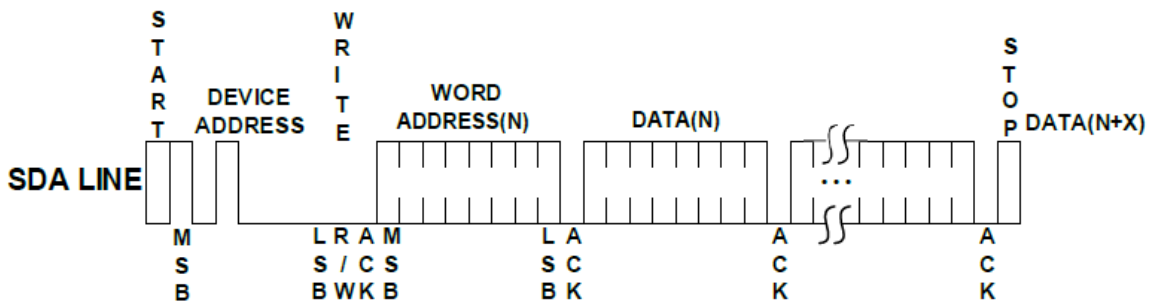 START
WRITE
STOP
DEVICE
ADDRESS
WORD
ADDRESS(N)
DATA(N)
DATA(N+X)
SDA LINE
...
MSB
LSB
R/W
ACK
MSB
LSB
ACK
ACK
ACK